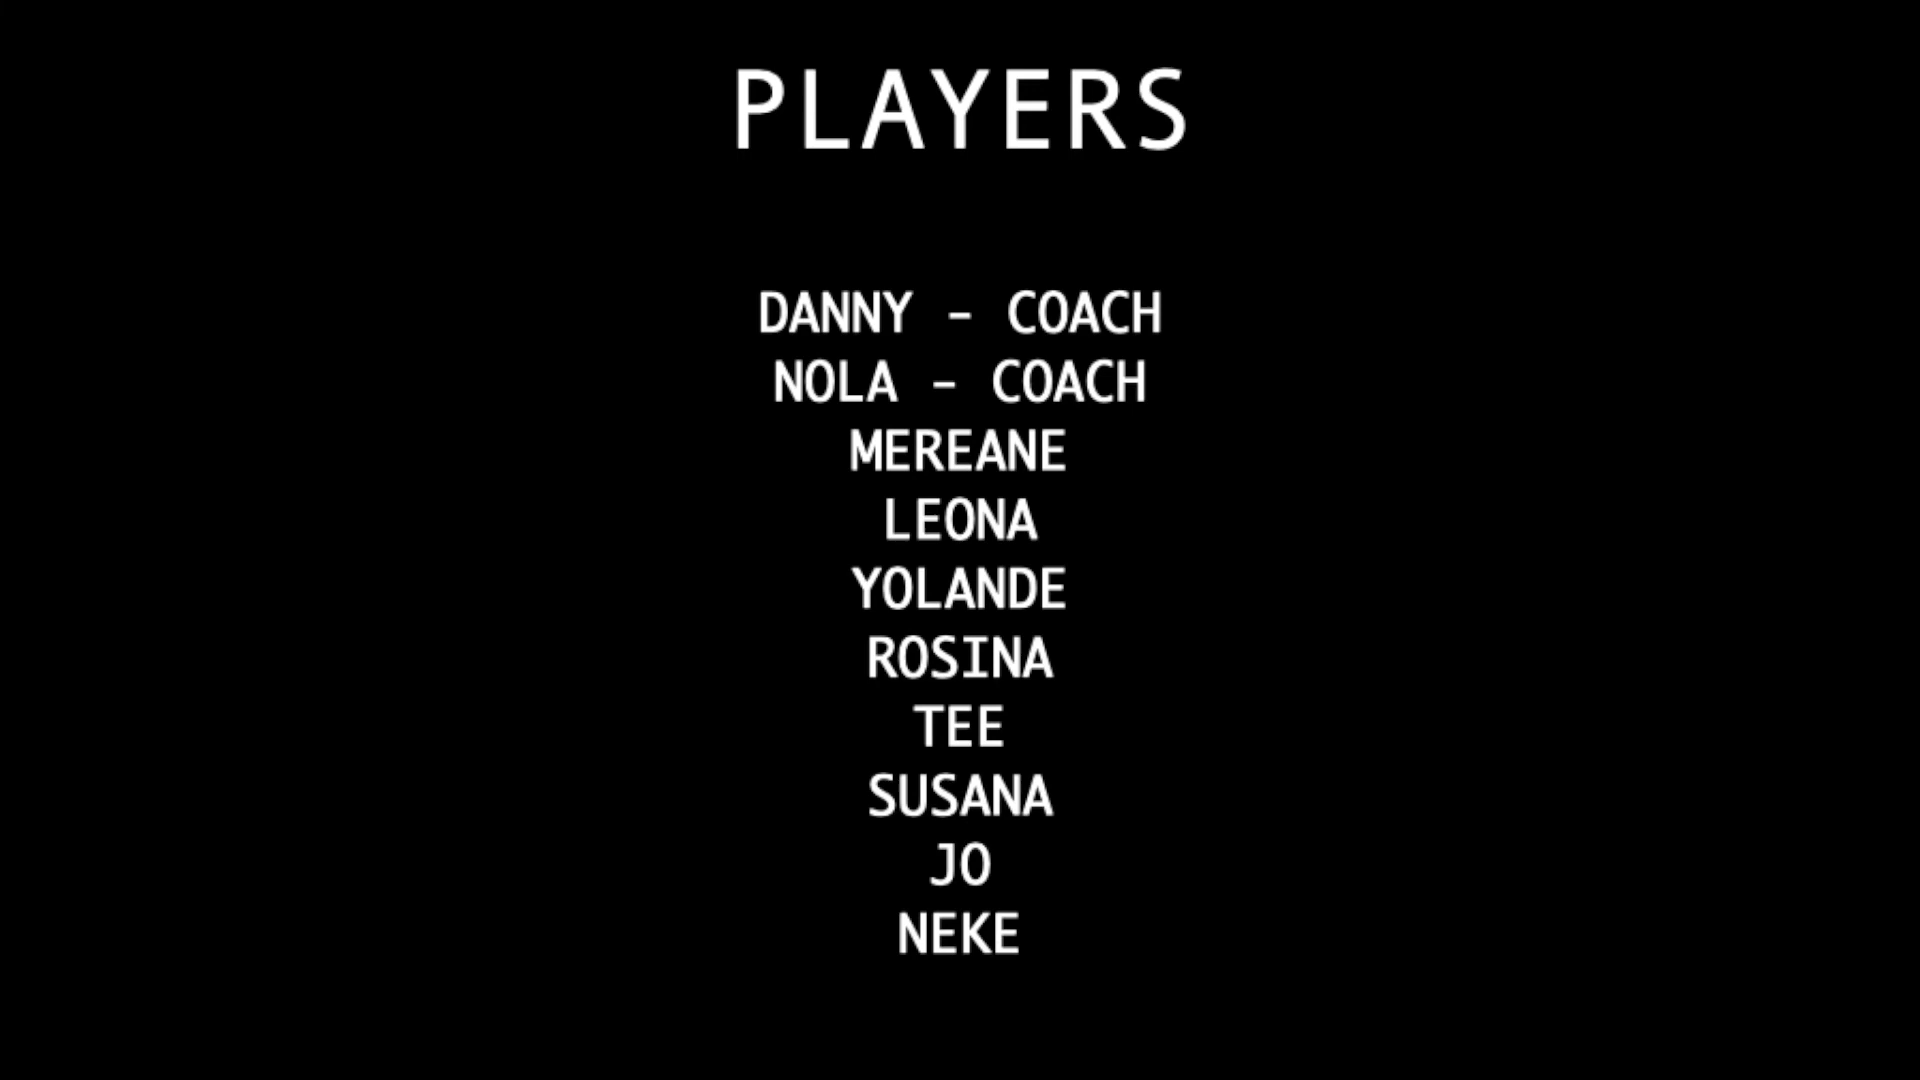 PLAYERS
DANNY - COACH
NOLA - COACH
MEREANE
LEONA
YOLANDE
ROSINA
TEE
SUSANA
JO
NEKE